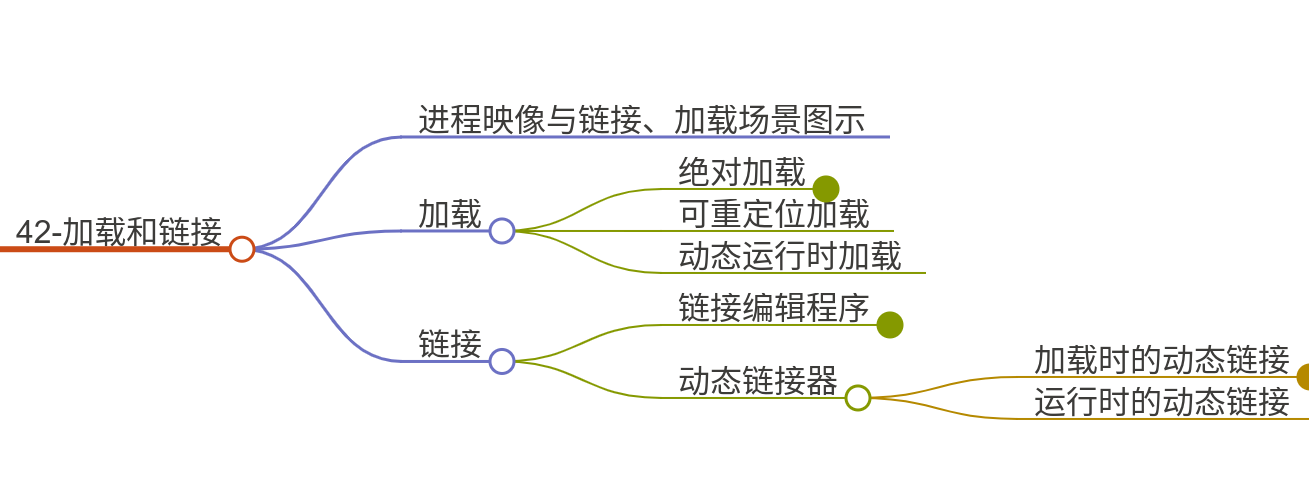 42-加载和链接
进程映像与链接、加载场景图示
加载
绝对加载
可重定位加载
动态运行时加载
链接
链接编辑程序
动态链接器
加载时的动态链接
运行时的动态链接